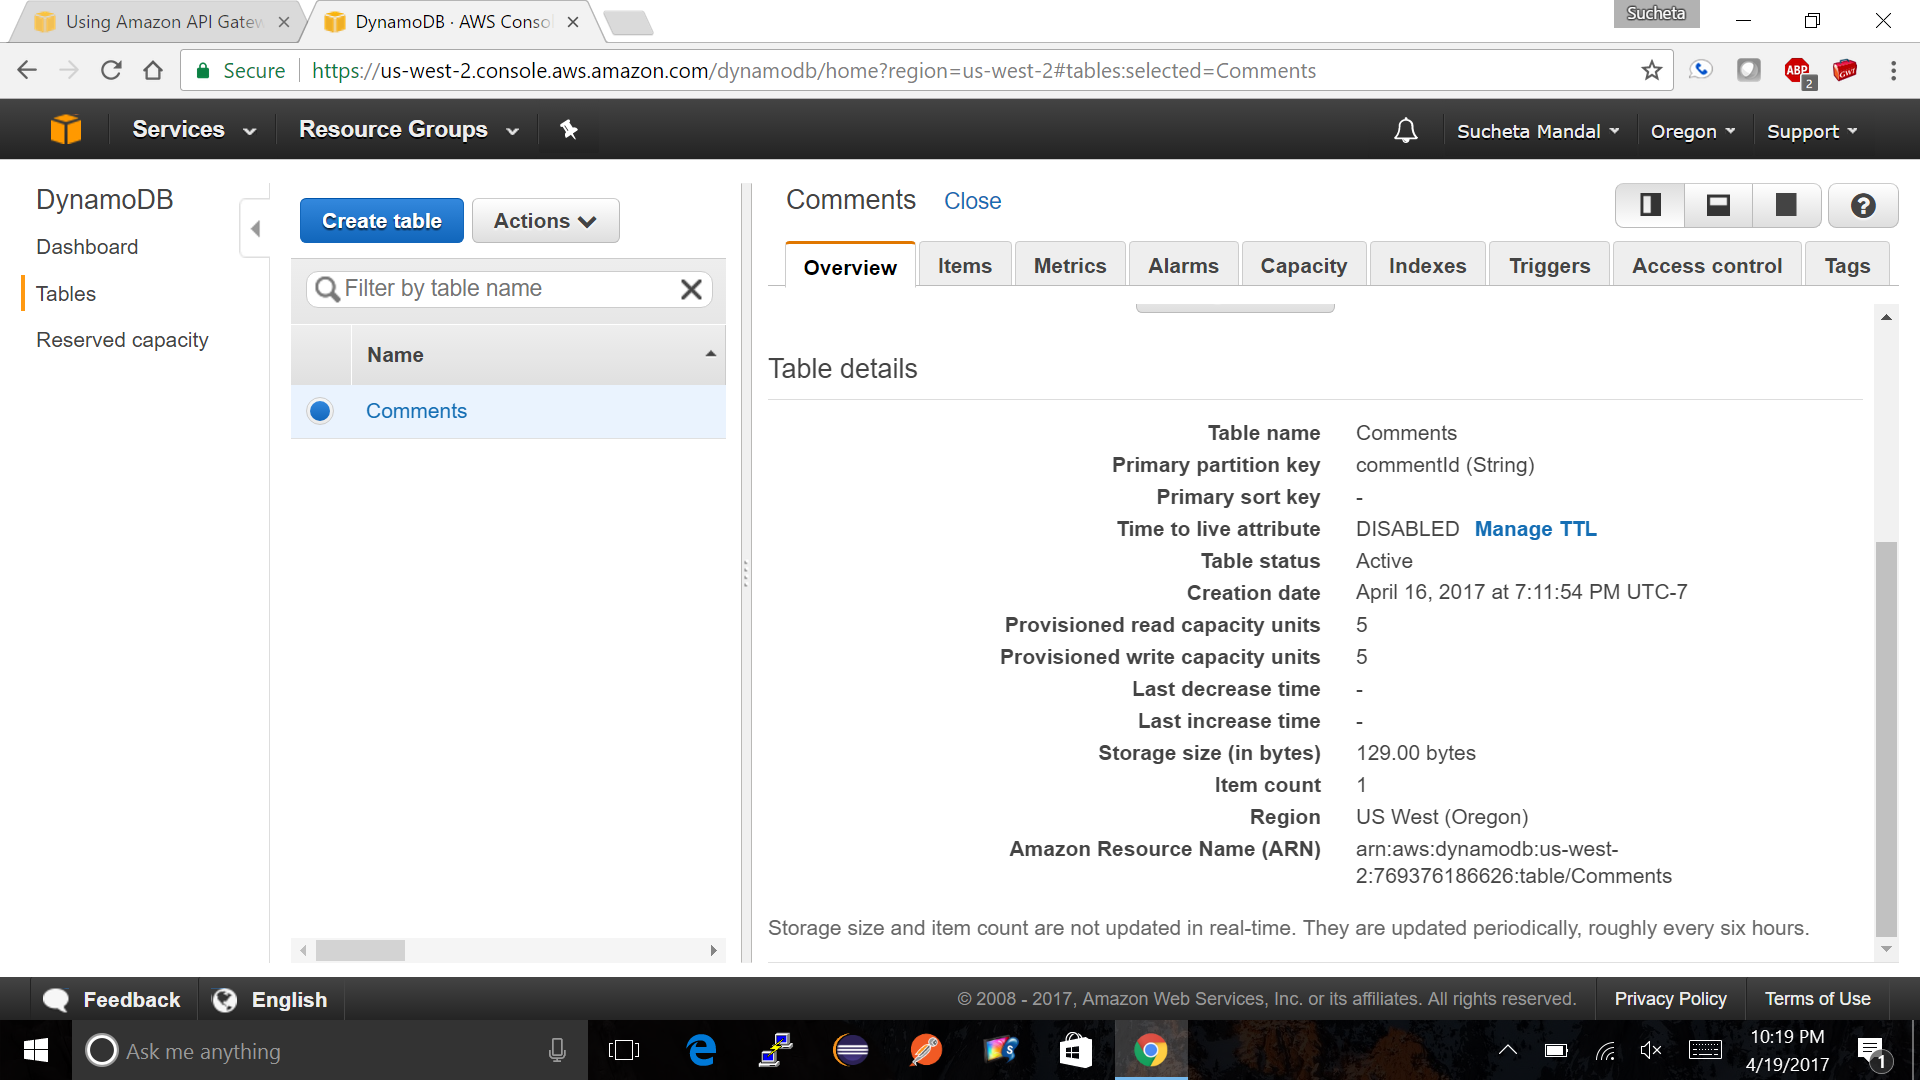 Using Amazon API Gatew
DynamoDB · AWS Conso
Sucheta
Secure
https://us-west-2.console.aws.amazon.com/dynamodb/home?region=us-west-2#tables:selected=Comments
ABP
2
GWT
Services
Resource Groups
Sucheta Mandal
Oregon
Support
DynamoDB
Dashboard
Tables
Reserved capacity
Create table
Actions
Filter by table name
Name
Comments
Comments Close
?
Overview Items Metrics Alarms Capacity Indexes Triggers Access control Tags
Table details
Table name Comments
Primary partition key commentId (String)
Primary sort key -
Time to live attribute DISABLED Manage TTL
Table status Active
Creation date April 16, 2017 at 7:11:54 PM UTC-7
Provisioned read capacity units 5
Provisioned write capacity units 5
Last decrease time -
Last increase time -
Storage size (in bytes) 129.00 bytes
Item count 1
Region US West (Oregon)
Amazon Resource Name (ARN) arn:aws:dynamodb:us-west-
2:769376186626:table/Comments
Storage size and item count are not updated in real-time. They are updated periodically, roughly every six hours.
Feedback
English
© 2008 - 2017, Amazon Web Services, Inc. or its affiliates. All rights reserved.
Privacy Policy
Terms of Use
Ask me anything
10:19 PM
4/19/2017
1